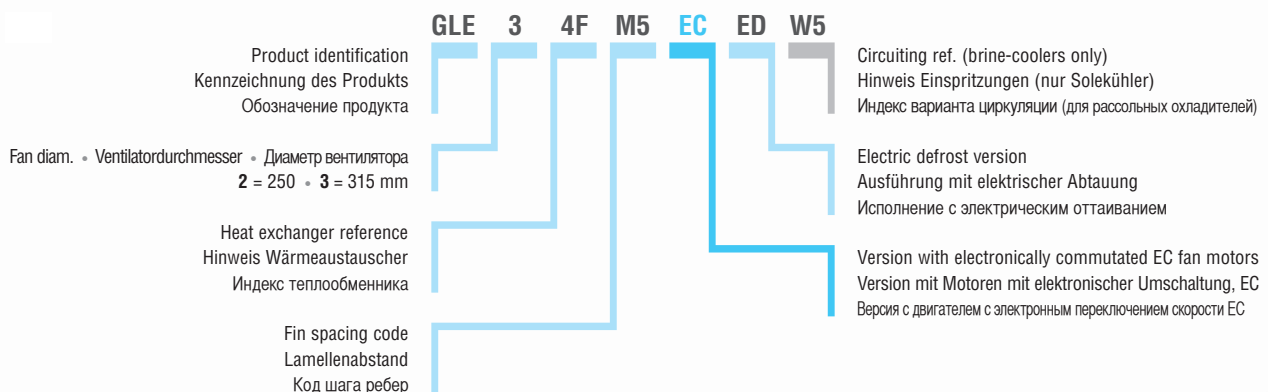 GLE 3 4F M5 EC ED W5
Product identification
Kennzeichnung des Produkts
Обозначение продукта
Fan diam. • Ventilatordurchmesser • Диаметр вентилятора
2 = 250 • 3 = 315 mm
Heat exchanger reference
Hinweis Wärmeaustauscher
Индекс теплообменника
Fin spacing code
Lamellenabstand
Код шага ребер
Circuiting ref. (brine-coolers only)
Hinweis Einspritzungen (nur Solekühler)
Индекс варианта циркуляции (для рассольных охладителей)
Electric defrost version
Ausführung mit elektrischer Abtauung
Исполнение с электрическим оттаиванием
Version with electronically commutated EC fan motors
Version mit Motoren mit elektronischer Umschaltung, EC
Версия с двигателем с электронным переключением скорости ЕС